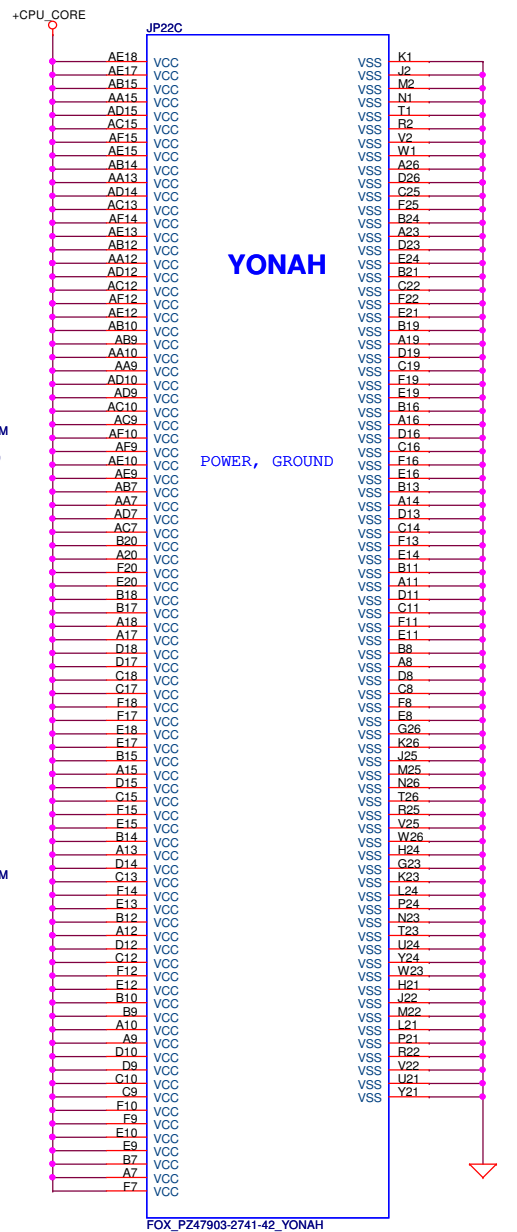 +CPU_CORE
JP22C
AE18 VCC VSS K1
AE17 VCC VSS J2
AB15 VCC VSS M2
AA15 VCC VSS N1
AD15 VCC VSS T1
AC15 VCC VSS R2
AF15 VCC VSS V2
AE15 VCC VSS W1
AB14 VCC VSS A26
AA13 VCC VSS D26
AD14 VCC VSS C25
AC13 VCC VSS F25
AF14 VCC VSS B24
AE13 VCC VSS A23
AB12 VCC VSS D23
YONAH
AA12 VCC VSS E24
AD12 VCC VSS B21
AC12 VCC VSS C22
AF12 VCC VSS F22
AE12 VCC VSS E21
AB10 VCC VSS B19
AB9 VCC VSS A19
AA10 VCC VSS D19
AA9 VCC VSS C19
AD10 VCC VSS F19
AD9 VCC VSS E19
AC10 VCC VSS B16
AC9 VCC VSS A16
M
AF10 VCC VSS D16
AF9 VCC VSS C16
POWER, GROUND
AE10 VCC VSS F16
AE9 VCC VSS E16
AB7 VCC VSS B13
AA7 VCC VSS A14
AD7 VCC VSS D13
AC7 VCC VSS C14
B20 VCC VSS F13
A20 VCC VSS E14
F20 VCC VSS B11
E20 VCC VSS A11
B18 VCC VSS D11
B17 VCC VSS C11
A18 VCC VSS F11
A17 VCC VSS E11
D18 VCC VSS B8
D17 VCC VSS A8
C18 VCC VSS D8
C17 VCC VSS C8
F18 VCC VSS F8
F17 VCC VSS E8
E18 VCC VSS G26
E17 VCC VSS K26
B15 VCC VSS J25
A15 VCC VSS M25
D15 VCC VSS N26
C15 VCC VSS T26
F15 VCC VSS R25
E15 VCC VSS V25
B14 VCC VSS W26
A13 VCC VSS H24
D14 VCC VSS G23
M
C13 VCC VSS K23
F14 VCC VSS L24
E13 VCC VSS P24
B12 VCC VSS N23
A12 VCC VSS T23
D12 VCC VSS U24
C12 VCC VSS Y24
F12 VCC VSS W23
E12 VCC VSS H21
B10 VCC VSS J22
B9 VCC VSS M22
A10 VCC VSS L21
A9 VCC VSS P21
D10 VCC VSS R22
D9 VCC VSS V22
C10 VCC VSS U21
C9 VCC VSS Y21
F10 VCC
F9 VCC
E10 VCC
E9 VCC
B7 VCC
A7 VCC
F7 VCC
FOX_PZ47903-2741-42_YONAH